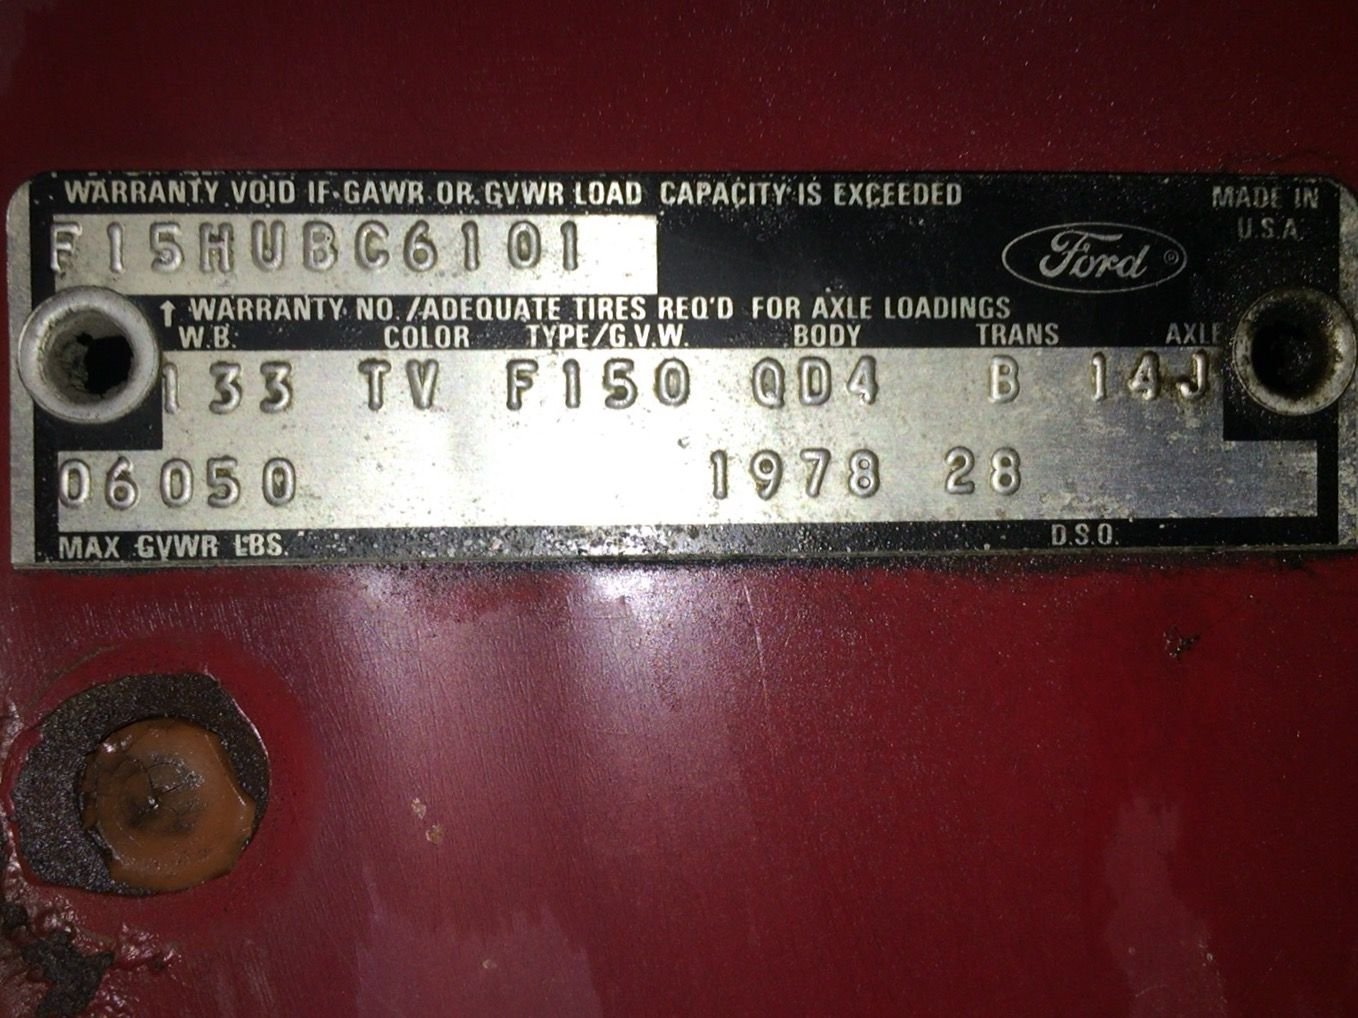 WARRANTY VOID IF GAWR OR GVWR LOAD CAPACITY IS EXCEEDED
MADE IN
U.S.A.
F15HUBC6101
Ford ®
↑ WARRANTY NO. /ADEQUATE TIRES REQ'D FOR AXLE LOADINGS
W.B. COLOR TYPE/G.V.W. BODY TRANS AXLE
133 TV F150 QD4 B 14J
06050 1978 28
MAX GVWR LBS. D.S.O.